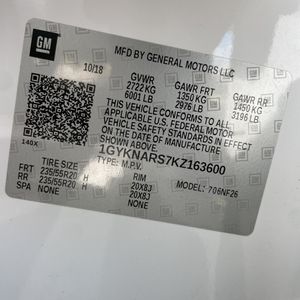 GM
MFD BY GENERAL MOTORS LLC
10/18
GVWR GAWR FRT GAWR RR
2722 KG 1350 KG 1450 KG
6001 LB 2976 LB 3196 LB
THIS VEHICLE CONFORMS TO ALL
APPLICABLE U.S. FEDERAL MOTOR
VEHICLE SAFETY STANDARDS IN EFFECT
ON THE DATE OF MANUFACTURE
SHOWN ABOVE.
1GYKNARS7KZ163600
TYPE: M.P.V. MODEL: 706NF26
140X
TIRE SIZE RIM
FRT 235/55R20 H 20X8J
RR 235/55R20 H 20X8J
SPA NONE NONE